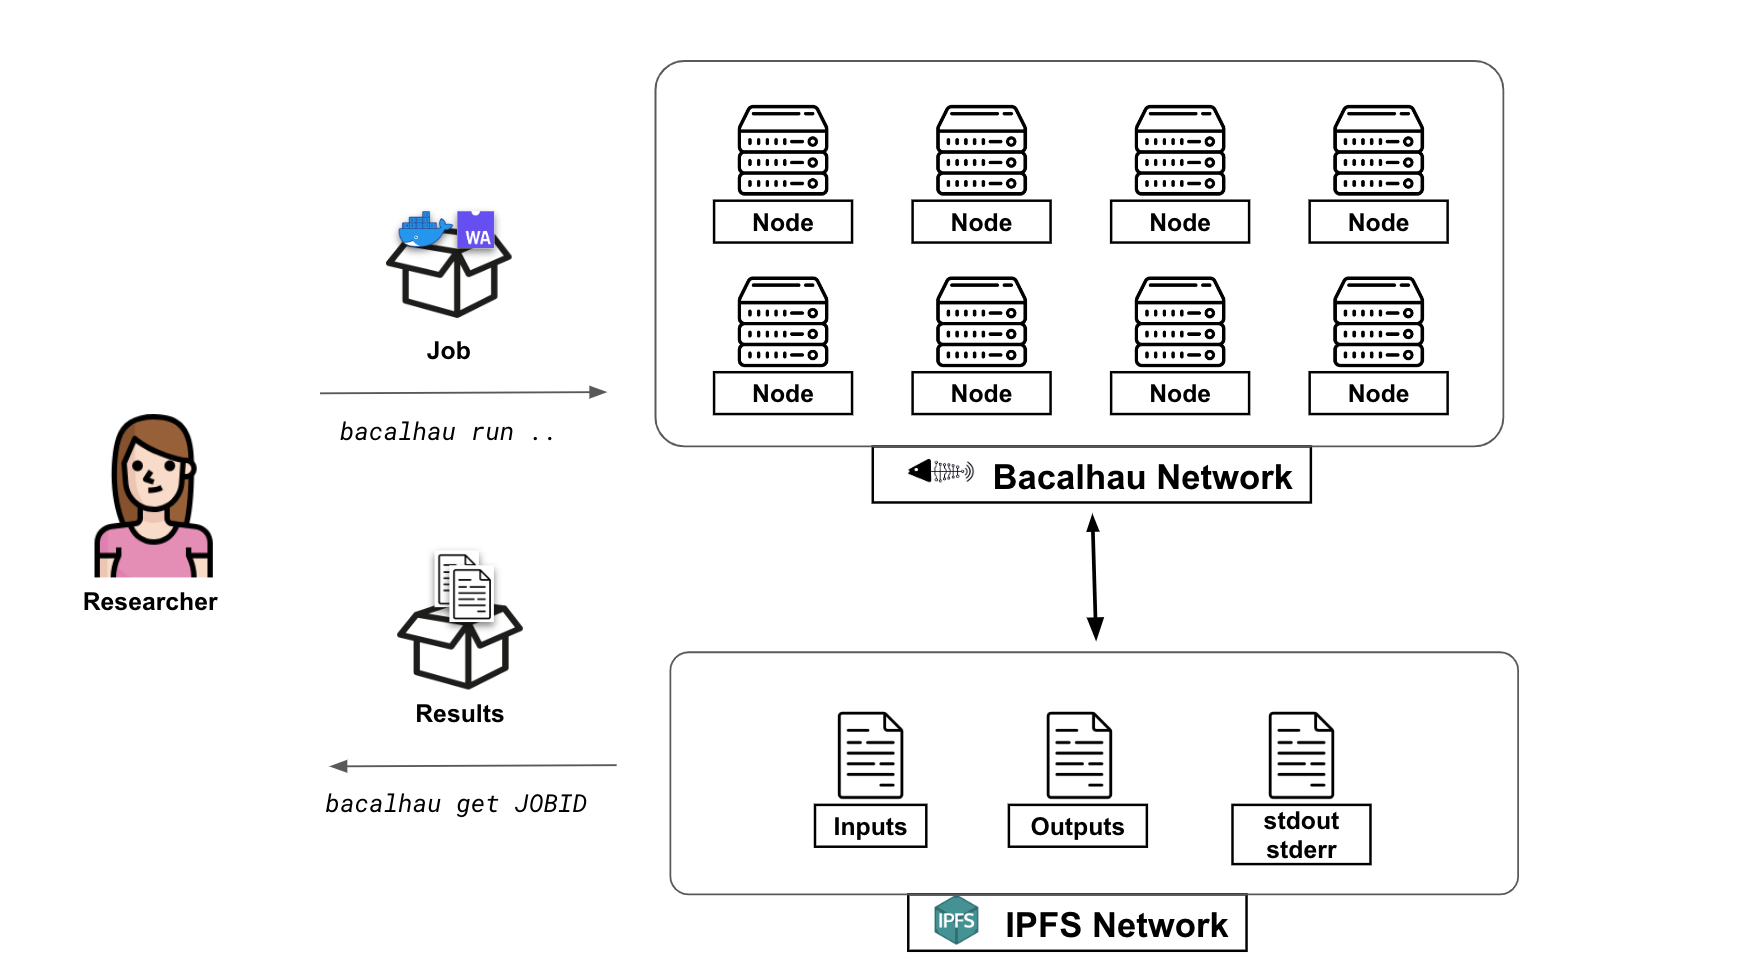 WA
Job
bacalhau run ..
Researcher
Results
bacalhau get JOBID
Node
Node
Node
Node
Node
Node
Node
Node
Bacalhau Network
Inputs
Outputs
stdout
stderr
IPFS
IPFS Network